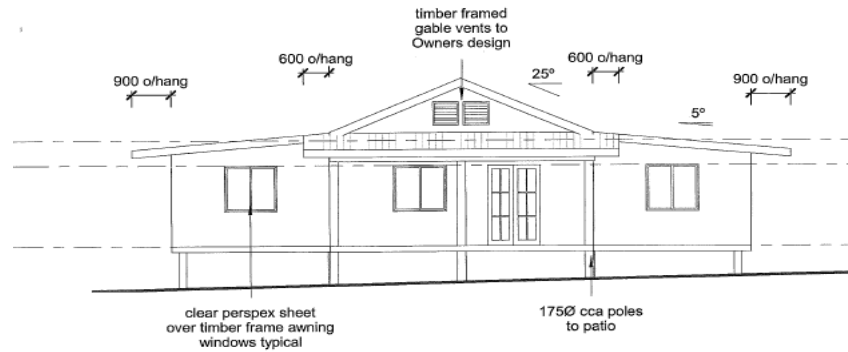 timber framed
gable vents to
Owners design
600 o/hang
600 o/hang
900 o/hang
25º
900 o/hang
5º
clear perspex sheet
over timber frame awning
windows typical
175Ø cca poles
to patio